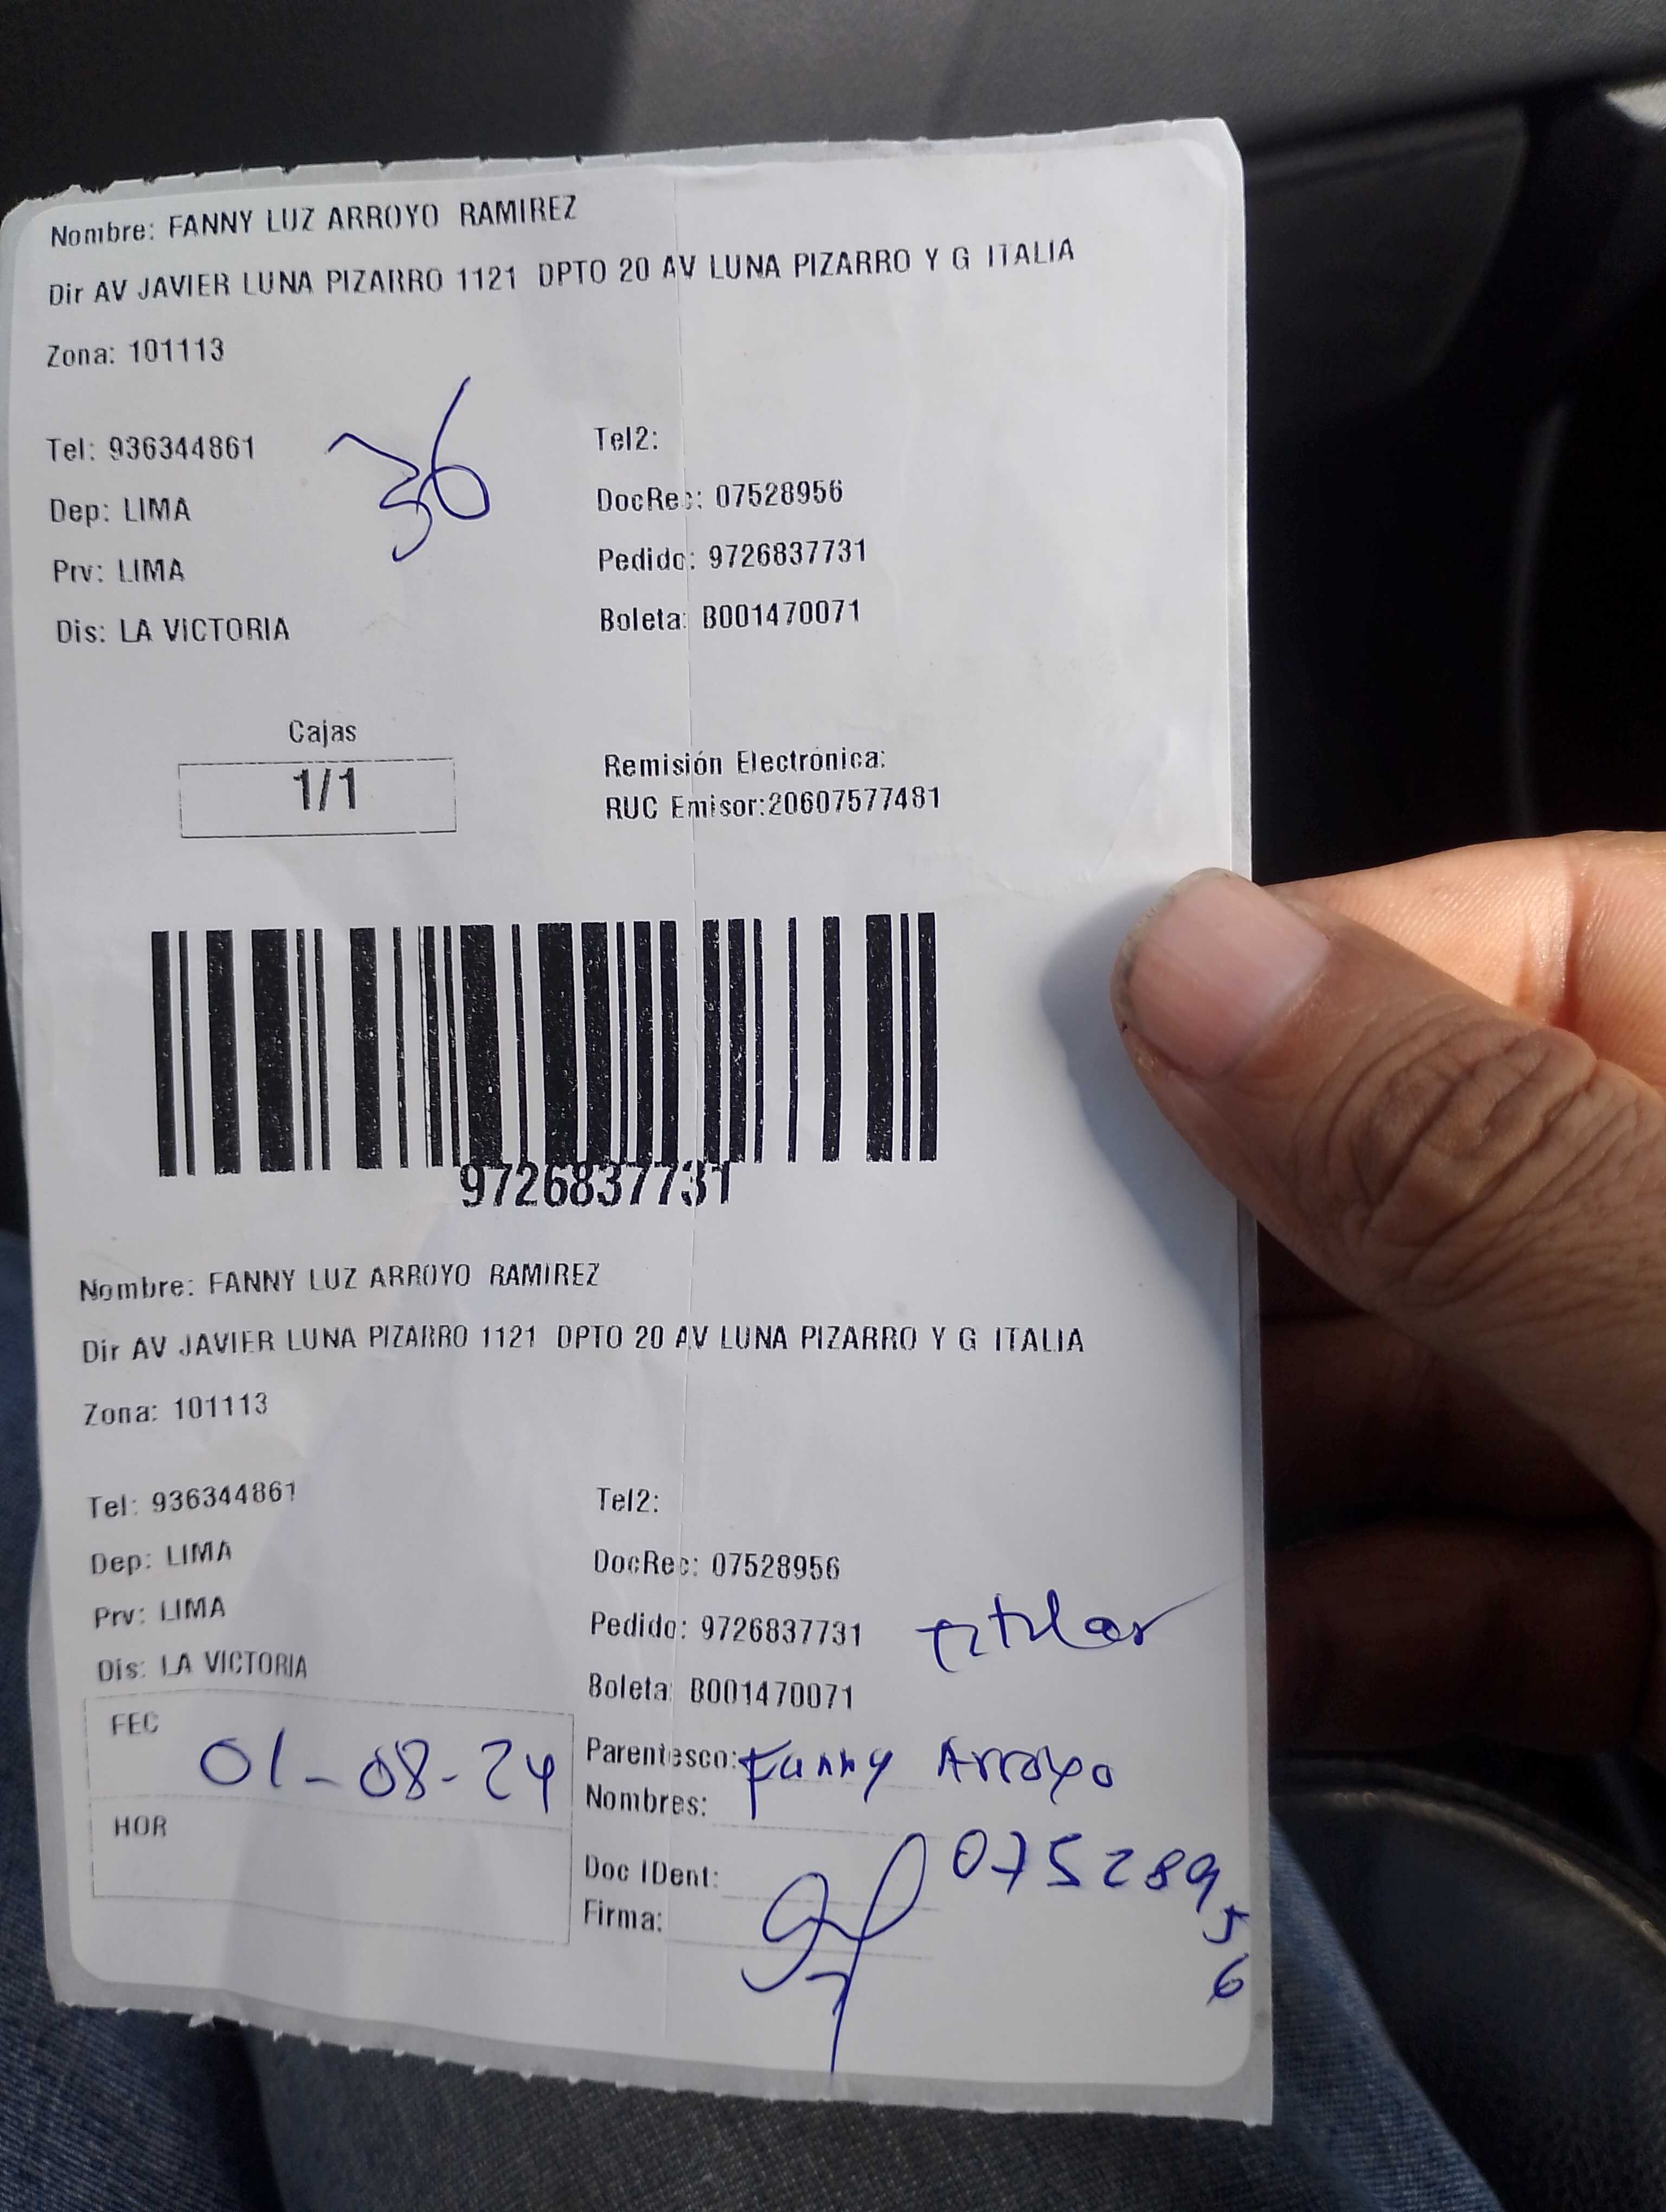 Nombre: FANNY LUZ ARROYO RAMIREZ
Dir AV JAVIER LUNA PIZARRO 1121 DPTO 20 AV LUNA PIZARRO Y G ITALIA
Zona: 101113
36
Tel: 936344861 Tel2:
Dep: LIMA DocRec: 07528956
Prv: LIMA Pedido: 9726837731
Dis: LA VICTORIA Boleta: B001470071
Cajas
1/1
Remisión Electrónica:
RUC Emisor:20607577481
9726837731
Nombre: FANNY LUZ ARROYO RAMIREZ
Dir AV JAVIER LUNA PIZARRO 1121 DPTO 20 AV LUNA PIZARRO Y G ITALIA
Zona: 101113
Tel: 936344861 Tel2:
Dep: LIMA DocRec: 07528956
Prv: LIMA Pedido: 9726837731 titular
Dis: LA VICTORIA Boleta: B001470071
FEC 01-08-24
Parentesco: Fanny Arroyo
Nombres:
HOR
Doc IDent: 07528956
Firma: